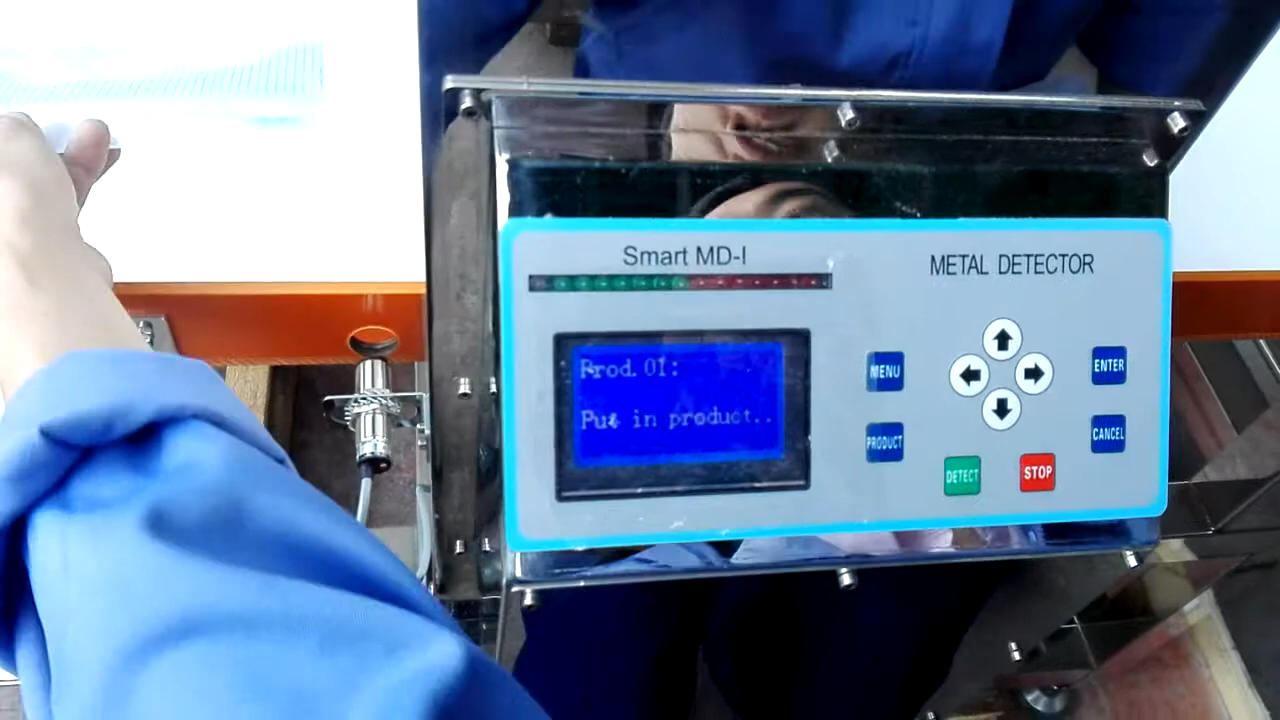 Smart MD-I
METAL DETECTOR
Prod.01:
Put in product..
MENU
PRODUCT
ENTER
CANCEL
DETECT
STOP